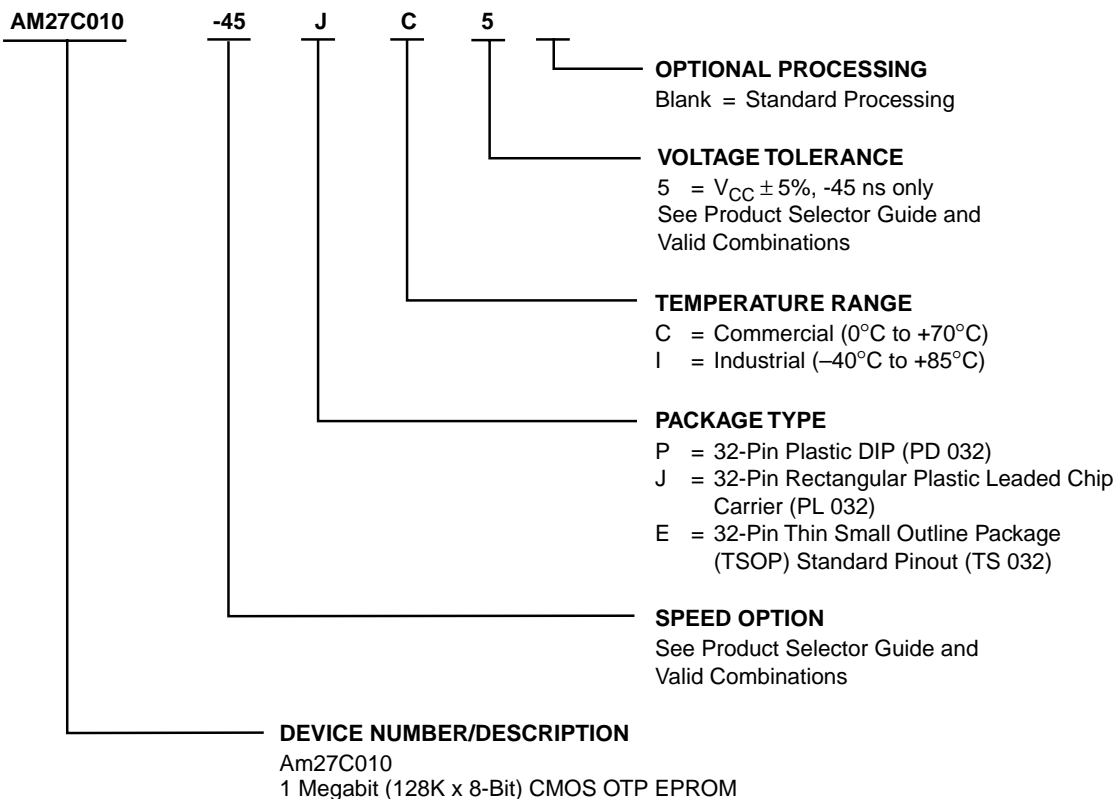 AM27C010 -45 J C 5
OPTIONAL PROCESSING
Blank = Standard Processing
VOLTAGE TOLERANCE
5 = VCC ± 5%, -45 ns only
See Product Selector Guide and
Valid Combinations
TEMPERATURE RANGE
C = Commercial (0°C to +70°C)
I = Industrial (–40°C to +85°C)
PACKAGE TYPE
P = 32-Pin Plastic DIP (PD 032)
J = 32-Pin Rectangular Plastic Leaded Chip
Carrier (PL 032)
E = 32-Pin Thin Small Outline Package
(TSOP) Standard Pinout (TS 032)
SPEED OPTION
See Product Selector Guide and
Valid Combinations
DEVICE NUMBER/DESCRIPTION
Am27C010
1 Megabit (128K x 8-Bit) CMOS OTP EPROM